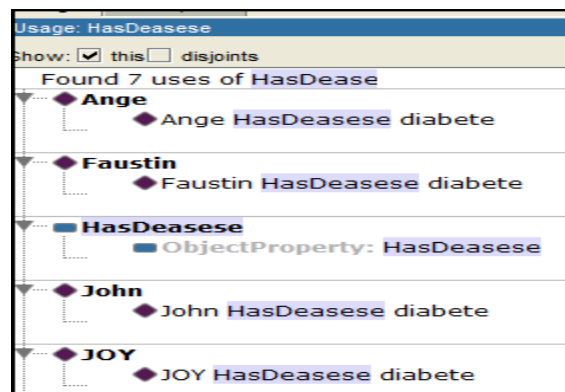 Usage: HasDeasese
Show: this disjoints
Found 7 uses of HasDease
Ange
Ange HasDeasese diabete
Faustin
Faustin HasDeasese diabete
HasDeasese
ObjectProperty: HasDeasese
John
John HasDeasese diabete
JOY
JOY HasDeasese diabete